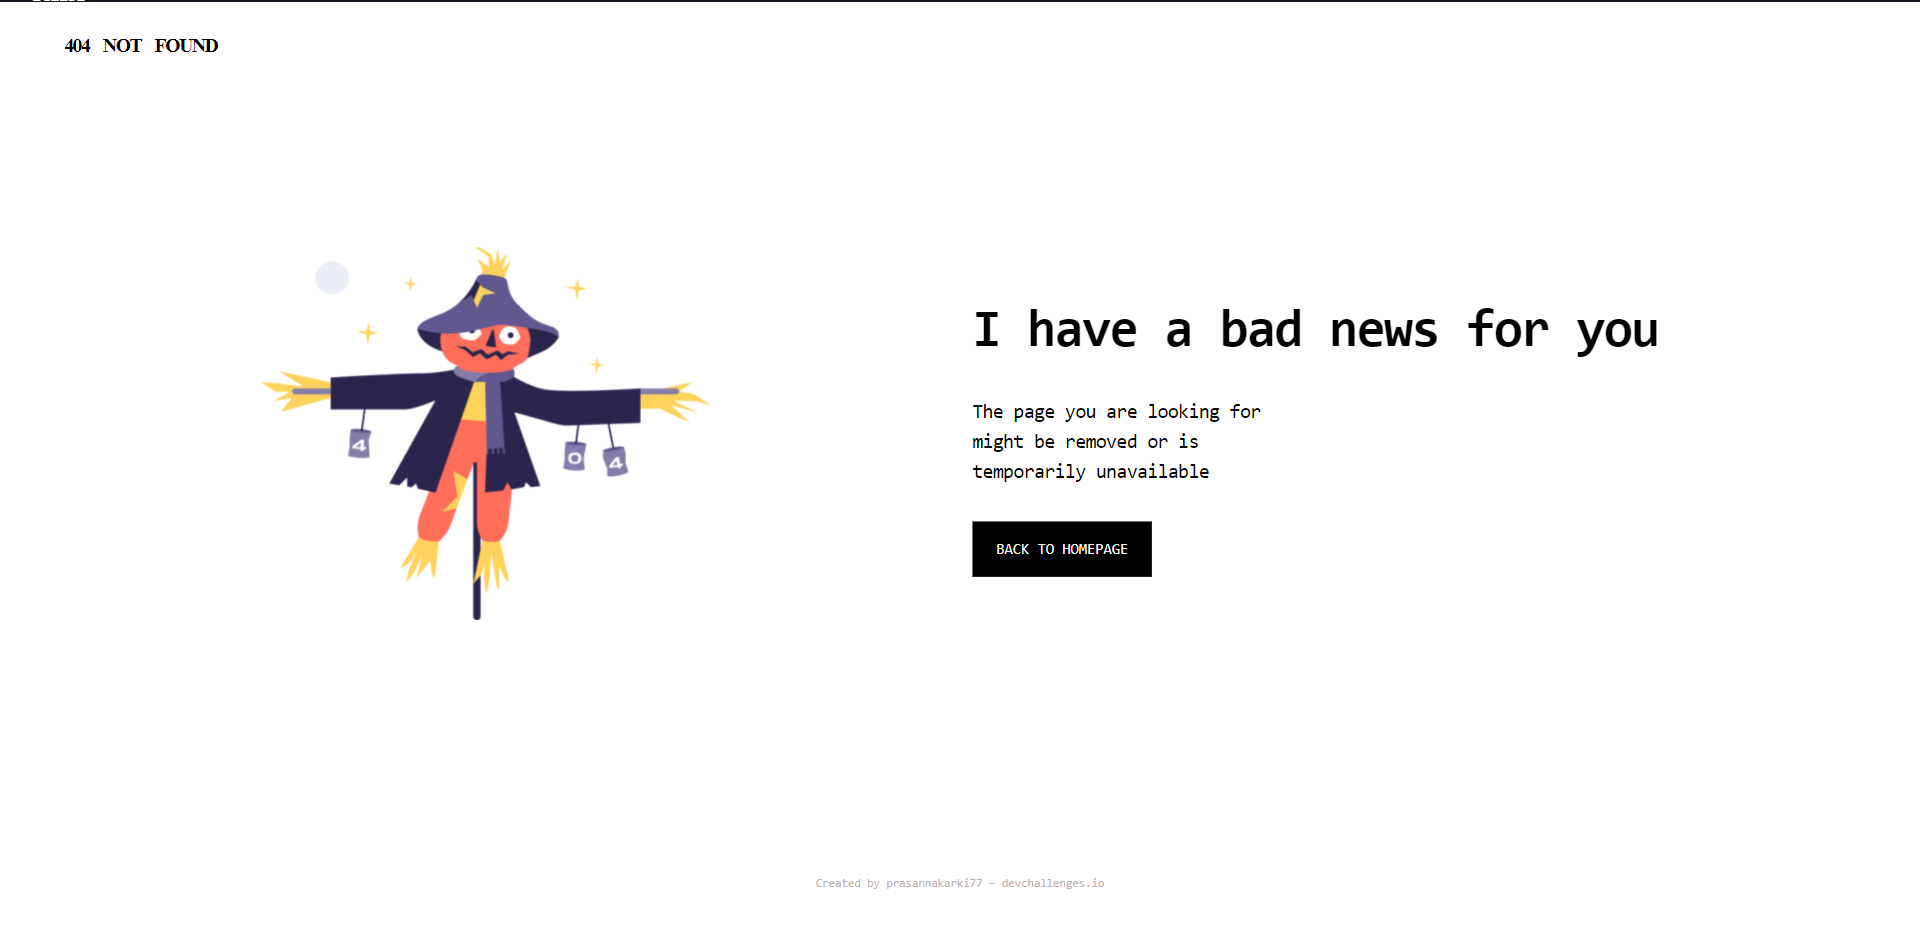 404 NOT FOUND
I have a bad news for you
The page you are looking for
might be removed or is
temporarily unavailable
4
0
4
BACK TO HOMEPAGE
Created by prasannakarki77 - devchallenges.io